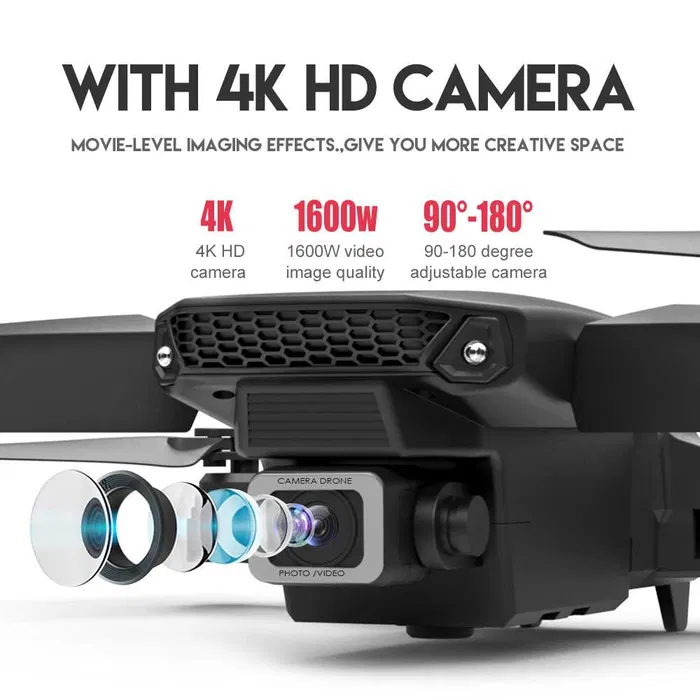 WITH 4K HD CAMERA
MOVIE-LEVEL IMAGING EFFECTS.,GIVE YOU MORE CREATIVE SPACE
4K
4K HD
camera
1600w
1600W video
image quality
90°-180°
90-180 degree
adjustable camera
CAMERA DRONE
PHOTO /VIDEO